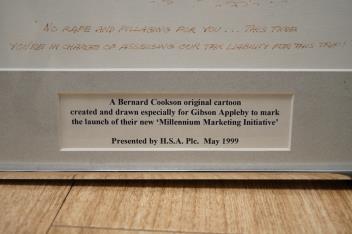 'NO RAPE AND PILLAGING FOR YOU... THIS TIME
YOU'RE IN CHARGE OF ASSESSING OUR TAX LIABILITY FOR THIS TRIP!!
A Bernard Cookson original cartoon
created and drawn especially for Gibson Appleby to mark
the launch of their new 'Millennium Marketing Initiative'
Presented by H.S.A. Plc.  May 1999